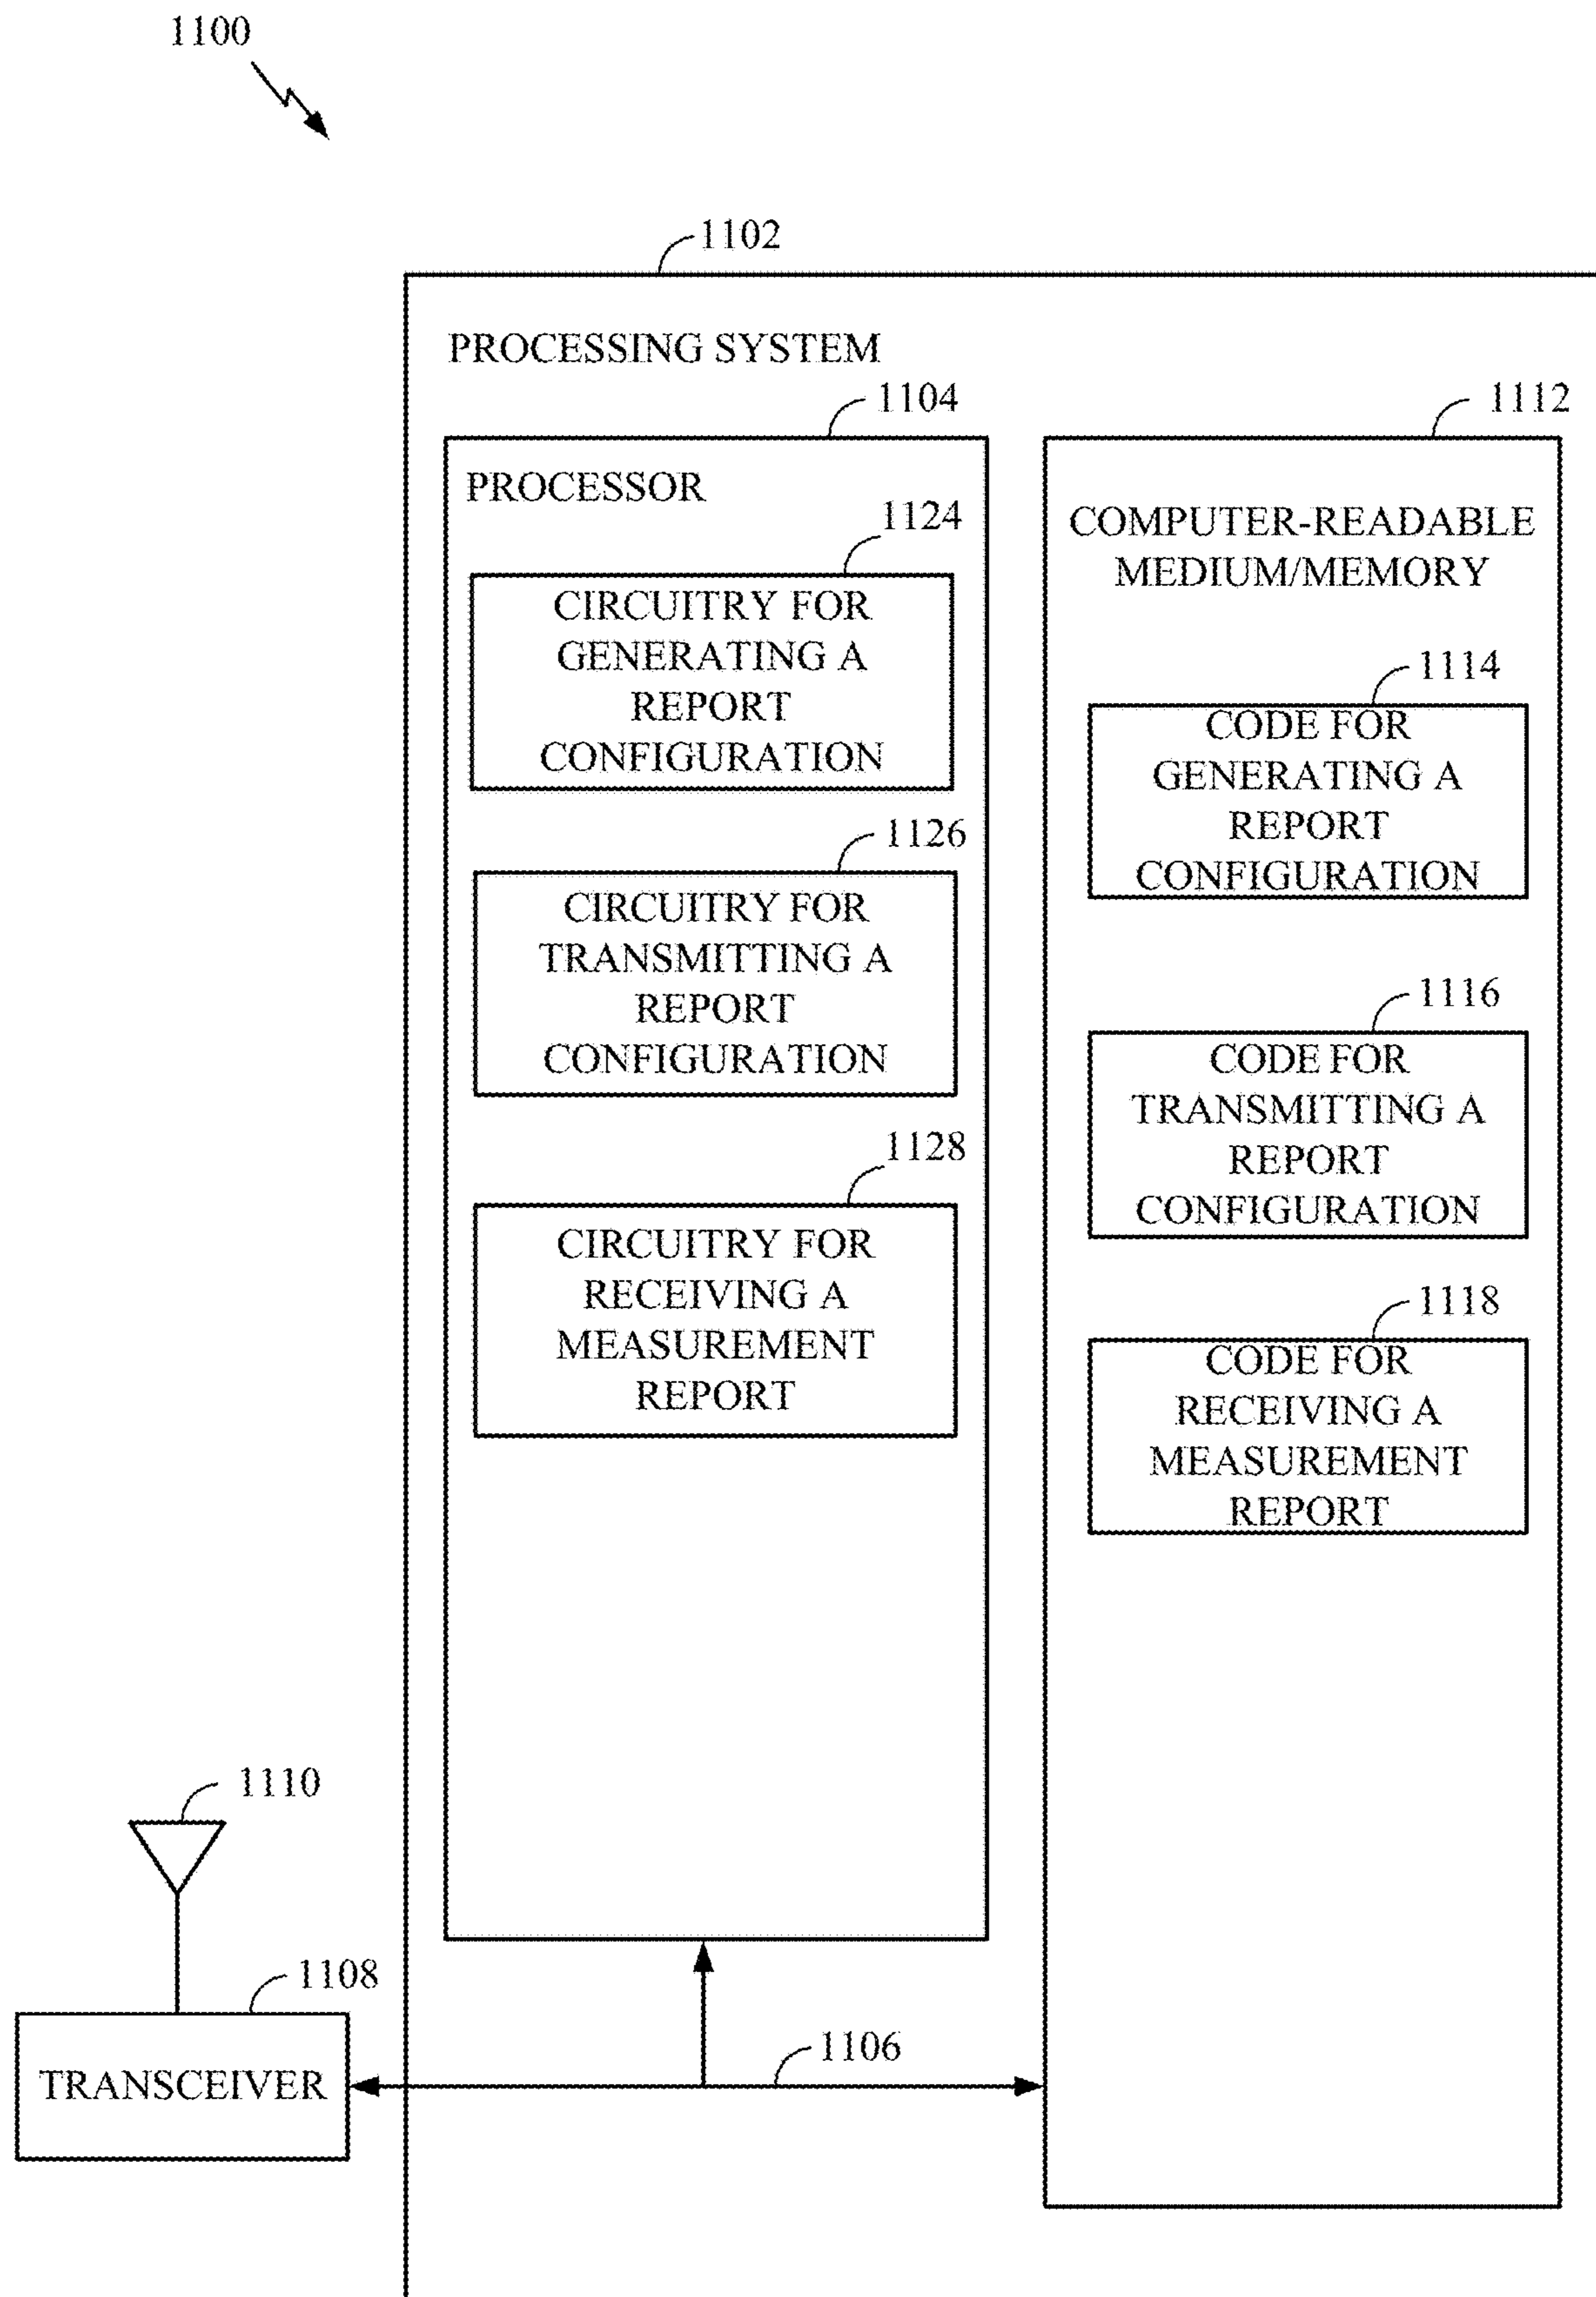 1100
1102
PROCESSING SYSTEM
1104
PROCESSOR
1124
CIRCUITRY FOR
GENERATING A
REPORT
CONFIGURATION
1126
CIRCUITRY FOR
TRANSMITTING A
REPORT
CONFIGURATION
1128
CIRCUITRY FOR
RECEIVING A
MEASUREMENT
REPORT
1112
COMPUTER-READABLE
MEDIUM/MEMORY
1114
CODE FOR
GENERATING A
REPORT
CONFIGURATION
1116
CODE FOR
TRANSMITTING A
REPORT
CONFIGURATION
1118
CODE FOR
RECEIVING A
MEASUREMENT
REPORT
1110
1108
TRANSCEIVER
1106